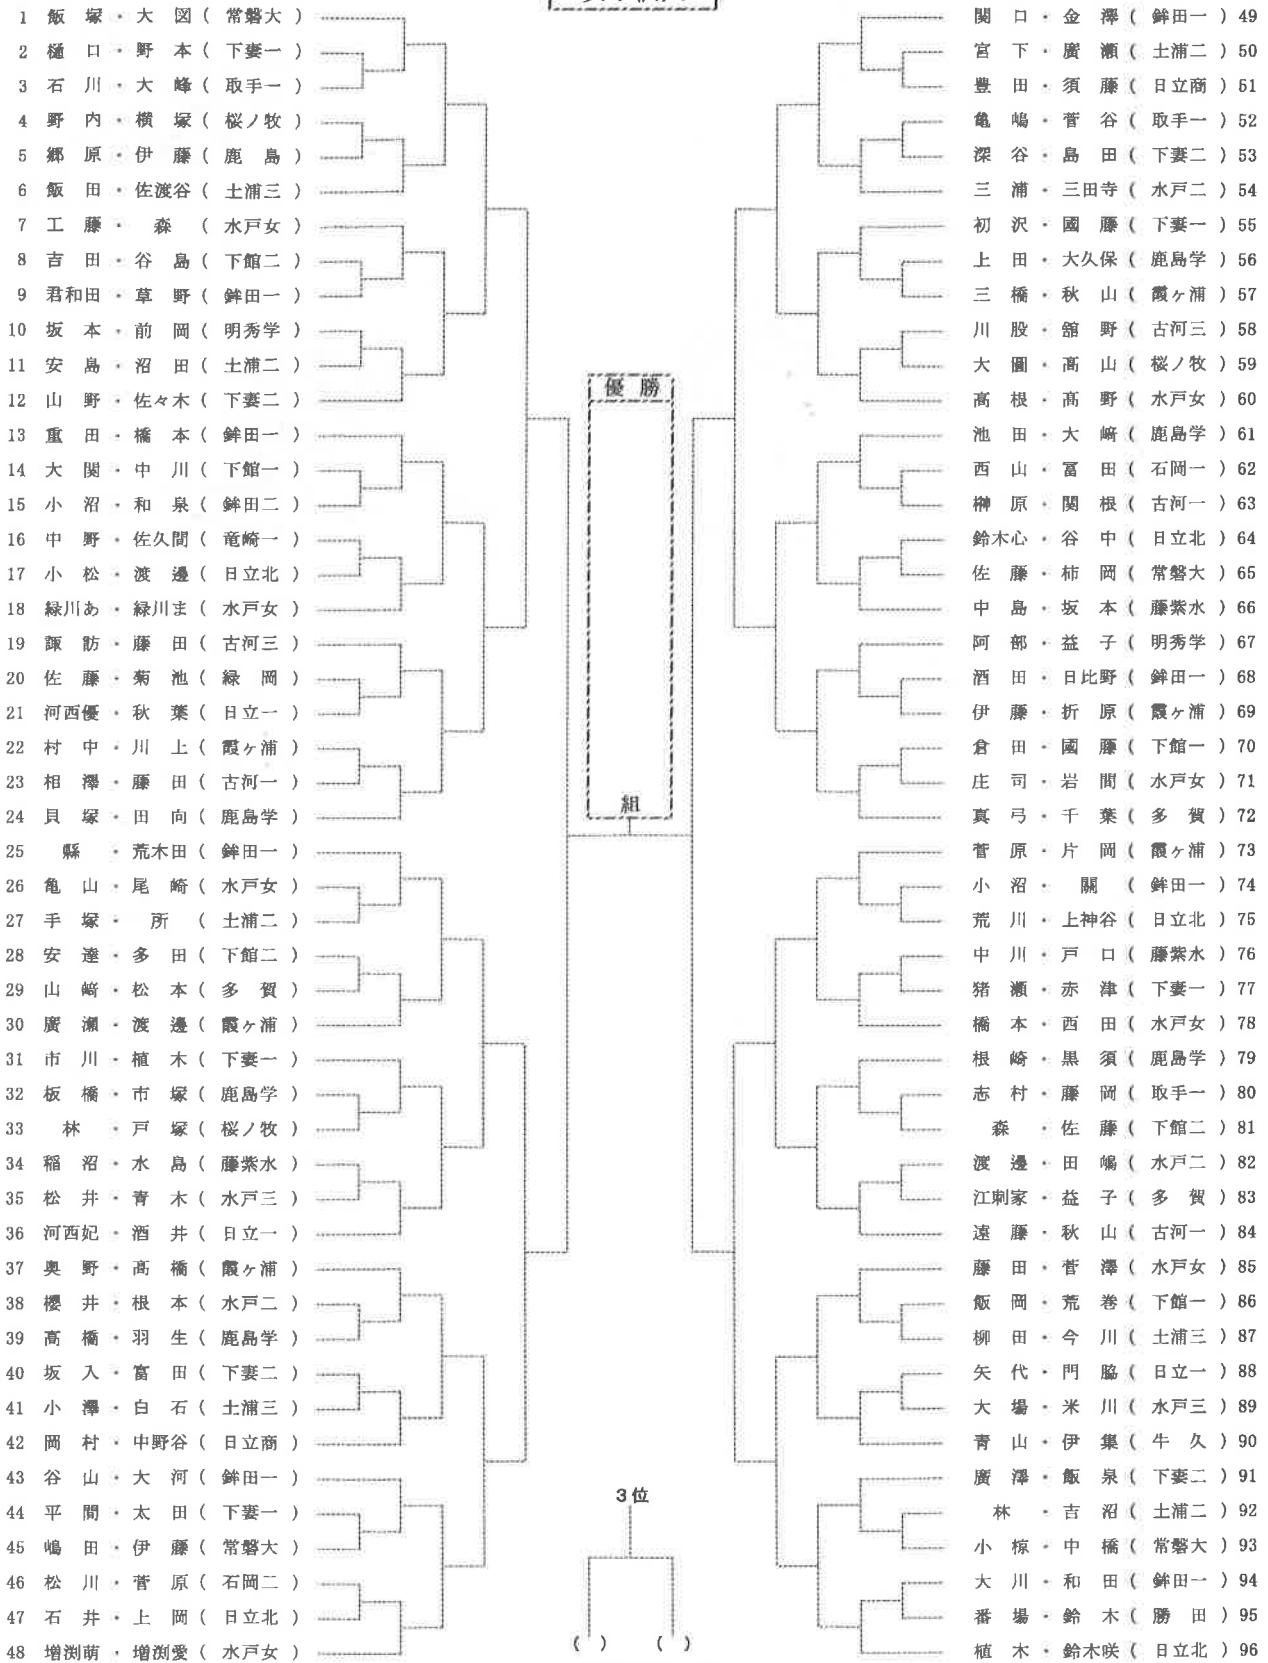 1 飯塚・大図(常磐大)
2 樋口・野本(下妻一)
3 石川・大峰(取手一)
4 野内・横塚(桜ノ牧)
5 郷原・伊藤(鹿島)
6 飯田・佐渡谷(土浦三)
7 工藤・森(水戸女)
8 吉田・谷島(下館二)
9 君和田・草野(鉾田一)
10 坂本・前岡(明秀学)
11 安島・沼田(土浦二)
12 山野・佐々木(下妻二)
13 重田・橋本(鉾田一)
14 大関・中川(下館一)
15 小沼・和泉(鉾田二)
16 中野・佐久間(竜崎一)
17 小松・渡邊(日立北)
18 緑川あ・緑川ま(水戸女)
19 諏訪・藤田(古河三)
20 佐藤・菊池(緑岡)
21 河西優・秋葉(日立一)
22 村中・川上(霞ヶ浦)
23 相澤・藤田(古河一)
24 貝塚・田向(鹿島学)
25 縣・荒木田(鉾田一)
26 亀山・尾崎(水戸女)
27 手塚・所(土浦二)
28 安達・多田(下館二)
29 山﨑・松本(多賀)
30 廣瀬・渡邊(霞ヶ浦)
31 市川・植木(下妻一)
32 板橋・市塚(鹿島学)
33 林・戸塚(桜ノ牧)
34 稲沼・水島(藤紫水)
35 松井・青木(水戸三)
36 河西妃・酒井(日立一)
37 奥野・高橋(霞ヶ浦)
38 櫻井・根本(水戸二)
39 高橋・羽生(鹿島学)
40 坂入・富田(下妻二)
41 小澤・白石(土浦三)
42 岡村・中野谷(日立商)
43 谷山・大河(鉾田一)
44 平間・太田(下妻一)
45 嶋田・伊藤(常磐大)
46 松川・菅原(石岡二)
47 石井・上岡(日立北)
48 増渕萌・増渕愛(水戸女)
優勝
組
3位
( ) ( )
関口・金澤(鉾田一)49
宮下・廣瀬(土浦二)50
豊田・須藤(日立商)51
亀嶋・菅谷(取手一)52
深谷・島田(下妻二)53
三浦・三田寺(水戸二)54
初沢・國藤(下妻一)55
上田・大久保(鹿島学)56
三橋・秋山(霞ヶ浦)57
川股・舘野(古河三)58
大圖・髙山(桜ノ牧)59
高根・髙野(水戸女)60
池田・大﨑(鹿島学)61
西山・冨田(石岡一)62
榊原・関根(古河一)63
鈴木心・谷中(日立北)64
佐藤・柿岡(常磐大)65
中島・坂本(藤紫水)66
阿部・益子(明秀学)67
酒田・日比野(鉾田一)68
伊藤・折原(霞ヶ浦)69
倉田・國藤(下館一)70
庄司・岩間(水戸女)71
真弓・千葉(多賀)72
菅原・片岡(霞ヶ浦)73
小沼・關(鉾田一)74
荒川・上神谷(日立北)75
中川・戸口(藤紫水)76
猪瀬・赤津(下妻一)77
橋本・西田(水戸女)78
根崎・黒須(鹿島学)79
志村・藤岡(取手一)80
森・佐藤(下館二)81
渡邊・田嶋(水戸二)82
江刺家・益子(多賀)83
遠藤・秋山(古河一)84
藤田・菅澤(水戸女)85
飯岡・荒巻(下館一)86
柳田・今川(土浦三)87
矢代・門脇(日立一)88
大場・米川(水戸三)89
青山・伊集(牛久)90
廣澤・飯泉(下妻二)91
林・吉沼(土浦二)92
小椋・中橋(常磐大)93
大川・和田(鉾田一)94
番場・鈴木(勝田)95
植木・鈴木咲(日立北)96